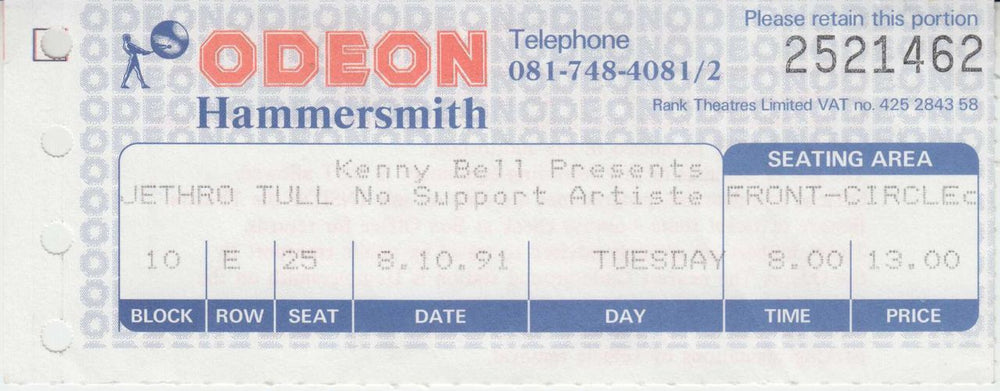 Please retain this portion
ODEON
Telephone
2521462
081-748-4081/2
Hammersmith
Rank Theatres Limited VAT no. 425 2843 58
Kenny Bell Presents
SEATING AREA
JETHRO TULL No Support Artiste
FRONT-CIRCLEc
10 E 25 8.10.91 TUESDAY 8.00 13.00
BLOCK ROW SEAT DATE DAY TIME PRICE